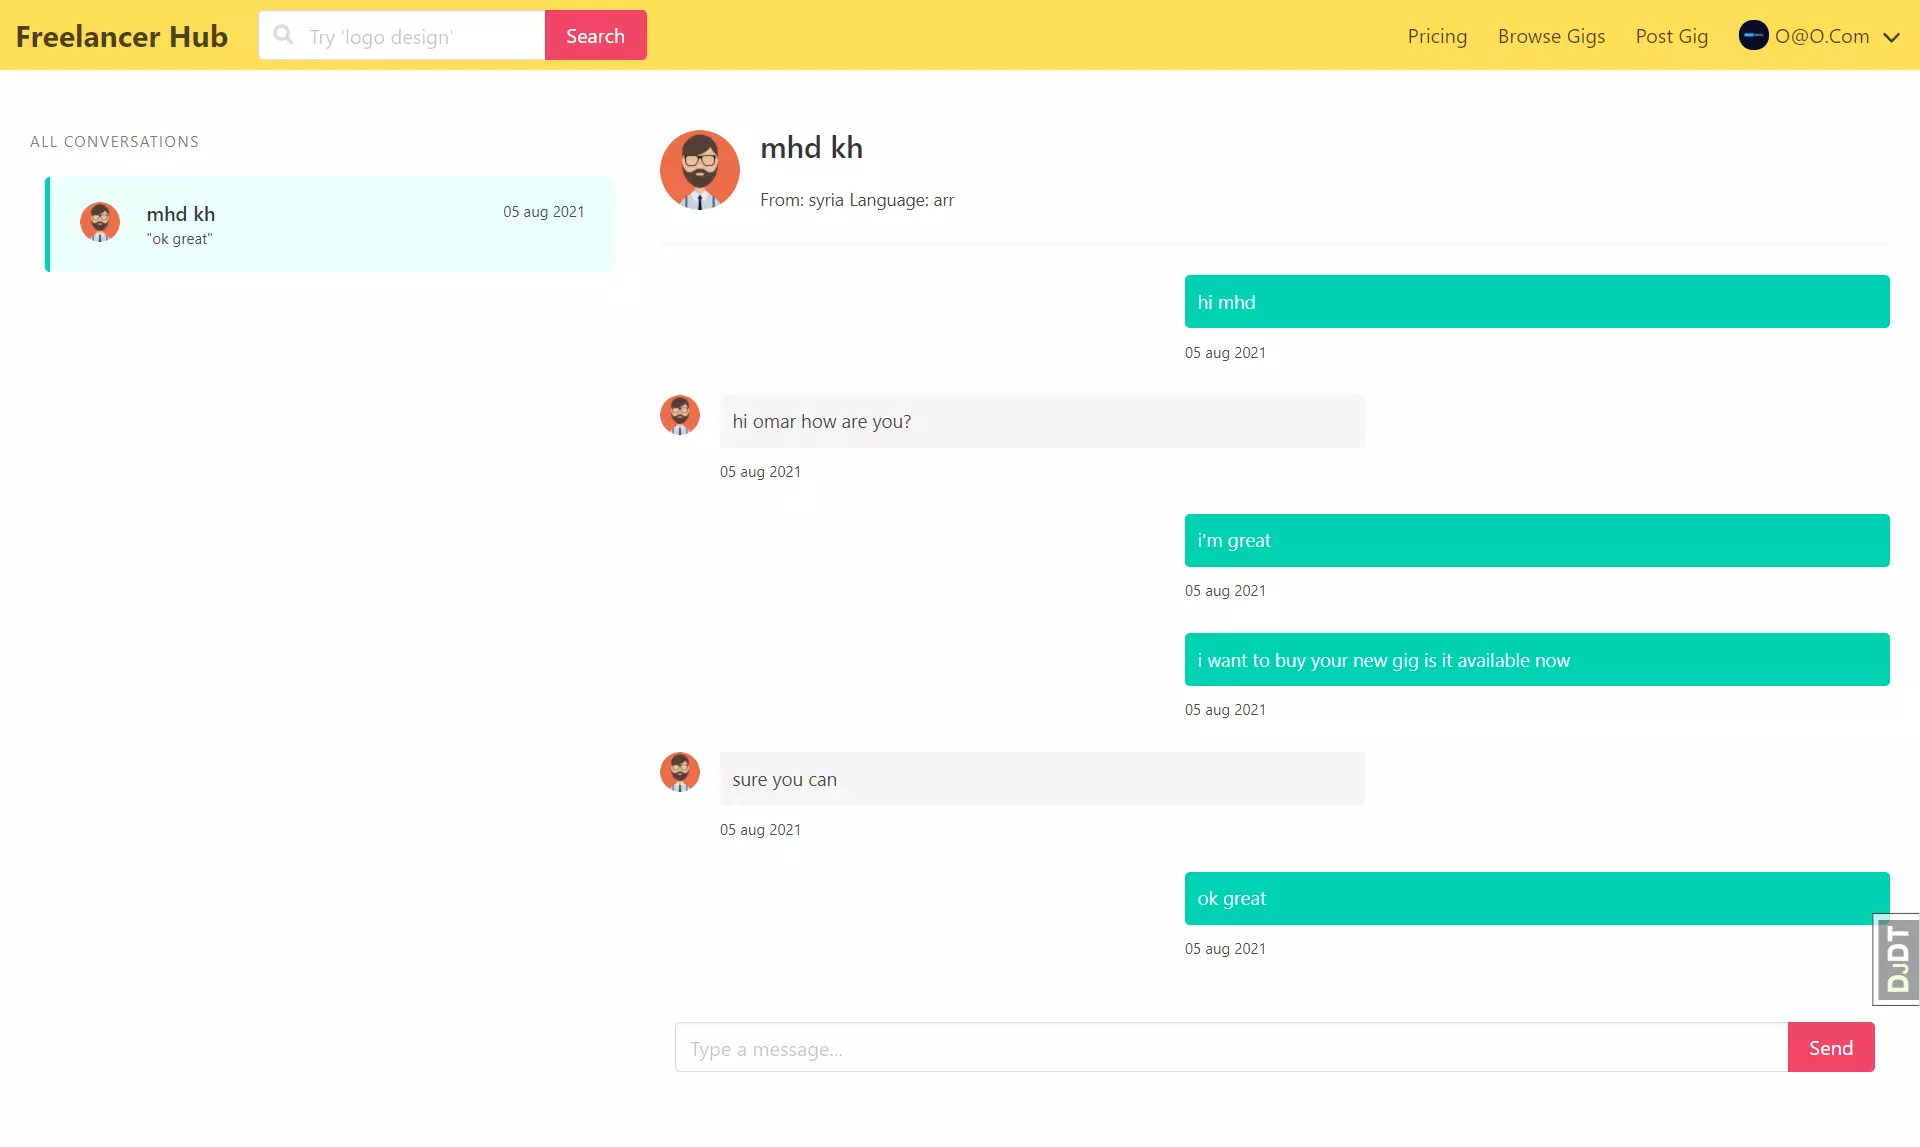 Freelancer Hub
Try 'logo design'
Search
Pricing
Browse Gigs
Post Gig
O@O.Com
ALL CONVERSATIONS
mhd kh
05 aug 2021
"ok great"
mhd kh
From: syria Language: arr
hi mhd
05 aug 2021
hi omar how are you?
05 aug 2021
i'm great
05 aug 2021
i want to buy your new gig is it available now
05 aug 2021
sure you can
05 aug 2021
ok great
05 aug 2021
DJDT
Type a message...
Send